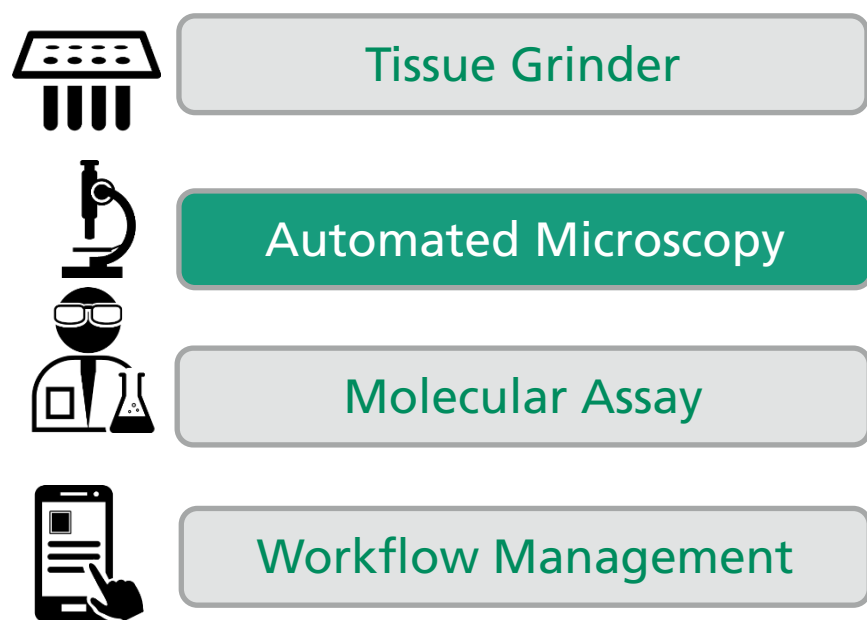 Tissue Grinder
Automated Microscopy
Molecular Assay
Workflow Management